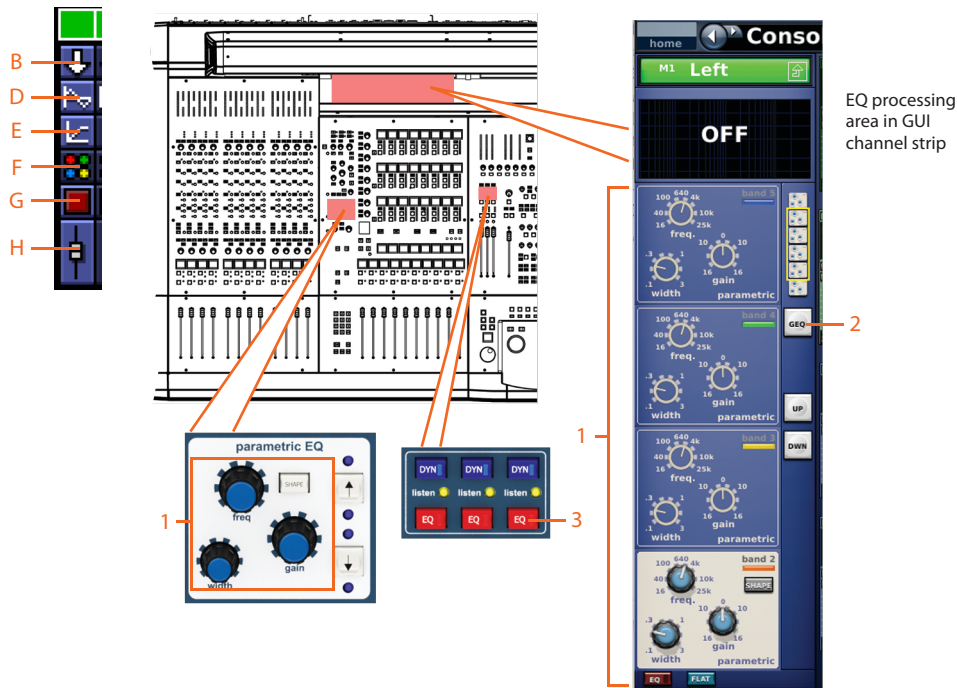 B
D
E
F
G
H
home
Conso
M1 Left
OFF
EQ processing
area in GUI
channel strip
1
band 5
640
100 4k
40 10k
16 25k
freq.
0
10 10
16 16
gain
.3 1
.1 3
width
parametric
band 4
640
100 4k
40 10k
16 25k
freq.
0
10 10
16 16
gain
.3 1
.1 3
width
parametric
GEQ
2
UP
DWN
band 3
640
100 4k
40 10k
16 25k
freq.
0
10 10
16 16
gain
.3 1
.1 3
width
parametric
band 2
640
100 4k
40 10k
16 25k
freq.
SHAPE
0
10 10
16 16
gain
.3 1
.1 3
width
parametric
EQ FLAT
parametric EQ
SHAPE
freq
1
gain
width
DYN DYN DYN
listen listen listen
EQ EQ EQ
3